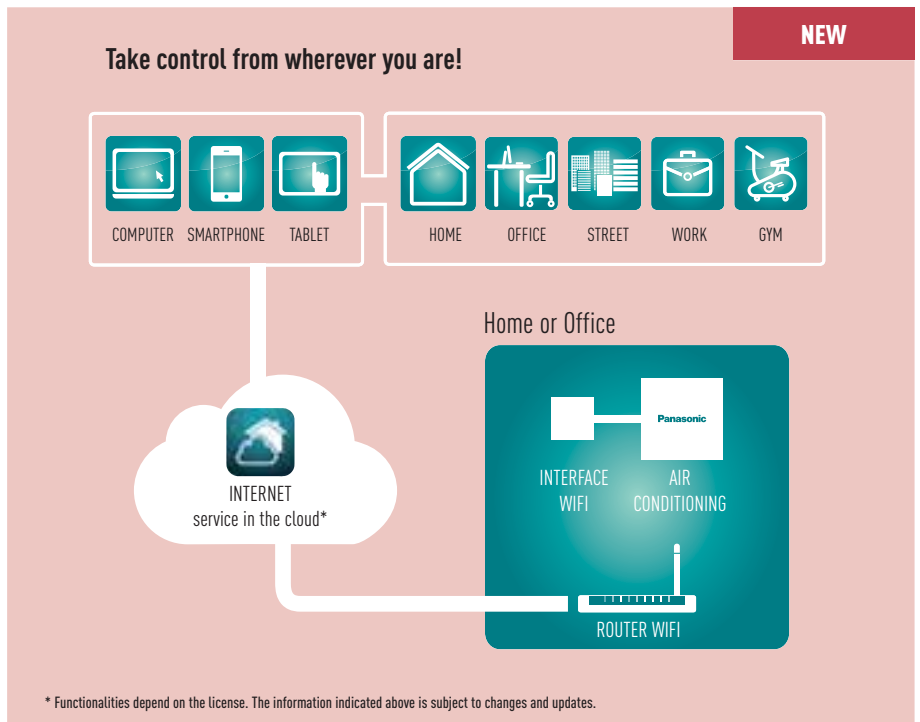 NEW
Take control from wherever you are!
COMPUTER SMARTPHONE TABLET
HOME OFFICE STREET WORK GYM
Home or Office
Panasonic
INTERFACE
WIFI
AIR
CONDITIONING
INTERNET
service in the cloud*
ROUTER WIFI
* Functionalities depend on the license. The information indicated above is subject to changes and updates.